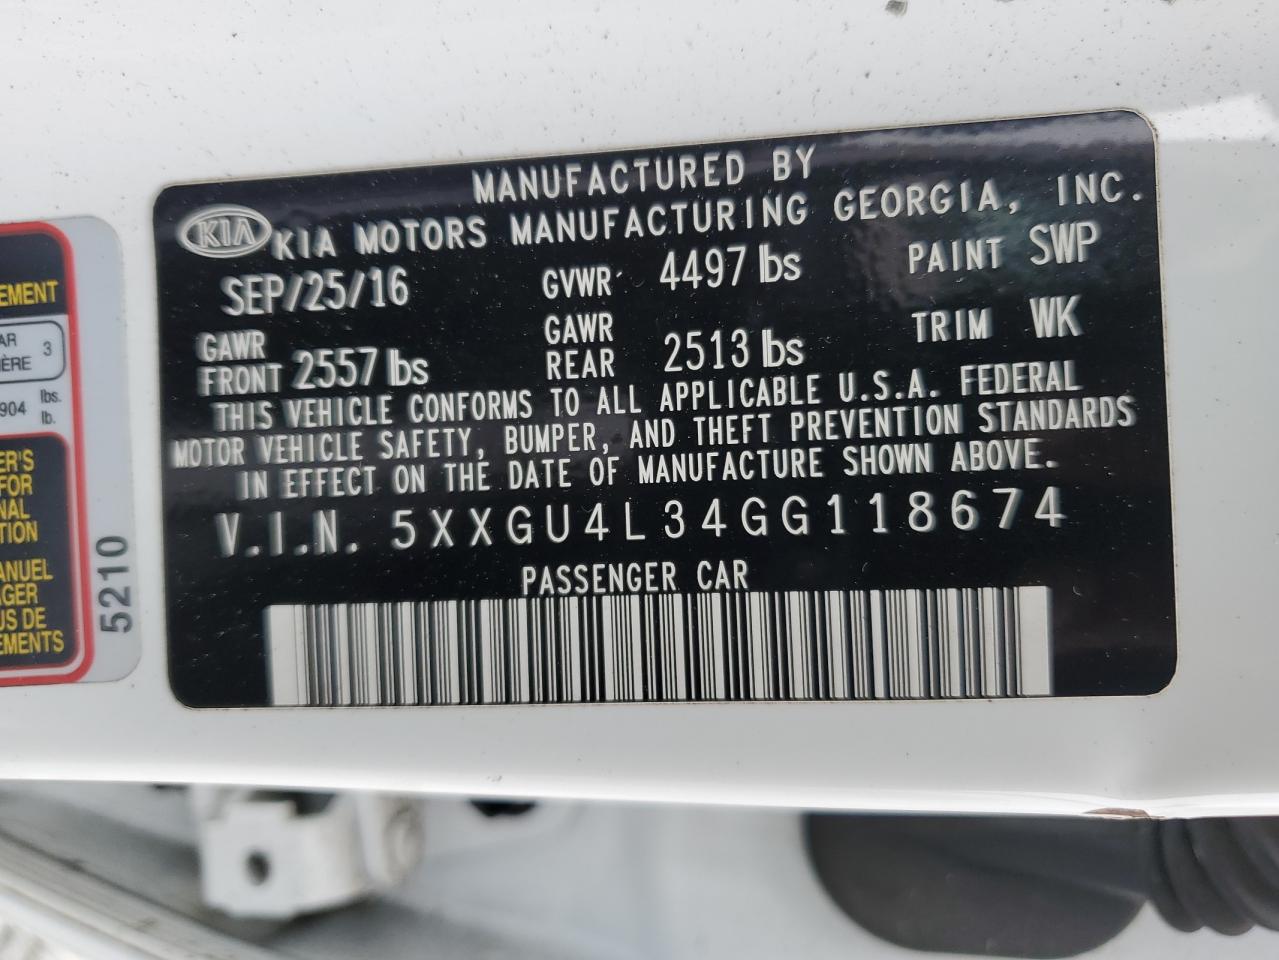 MANUFACTURED BY
KIA KIA MOTORS MANUFACTURING GEORGIA, INC.
SEP/25/16 GVWR 4497 lbs PAINT SWP
GAWR FRONT 2557 lbs GAWR REAR 2513 lbs TRIM WK
THIS VEHICLE CONFORMS TO ALL APPLICABLE U.S.A. FEDERAL
MOTOR VEHICLE SAFETY, BUMPER, AND THEFT PREVENTION STANDARDS
IN EFFECT ON THE DATE OF MANUFACTURE SHOWN ABOVE.
V.I.N. 5XXGU4L34GG118674
PASSENGER CAR
EMENT
AR
IÈRE 3
904 lbs.
lb.
ER'S
FOR
NAL
TION
ANUEL
AGER
US DE
EMENTS
5210